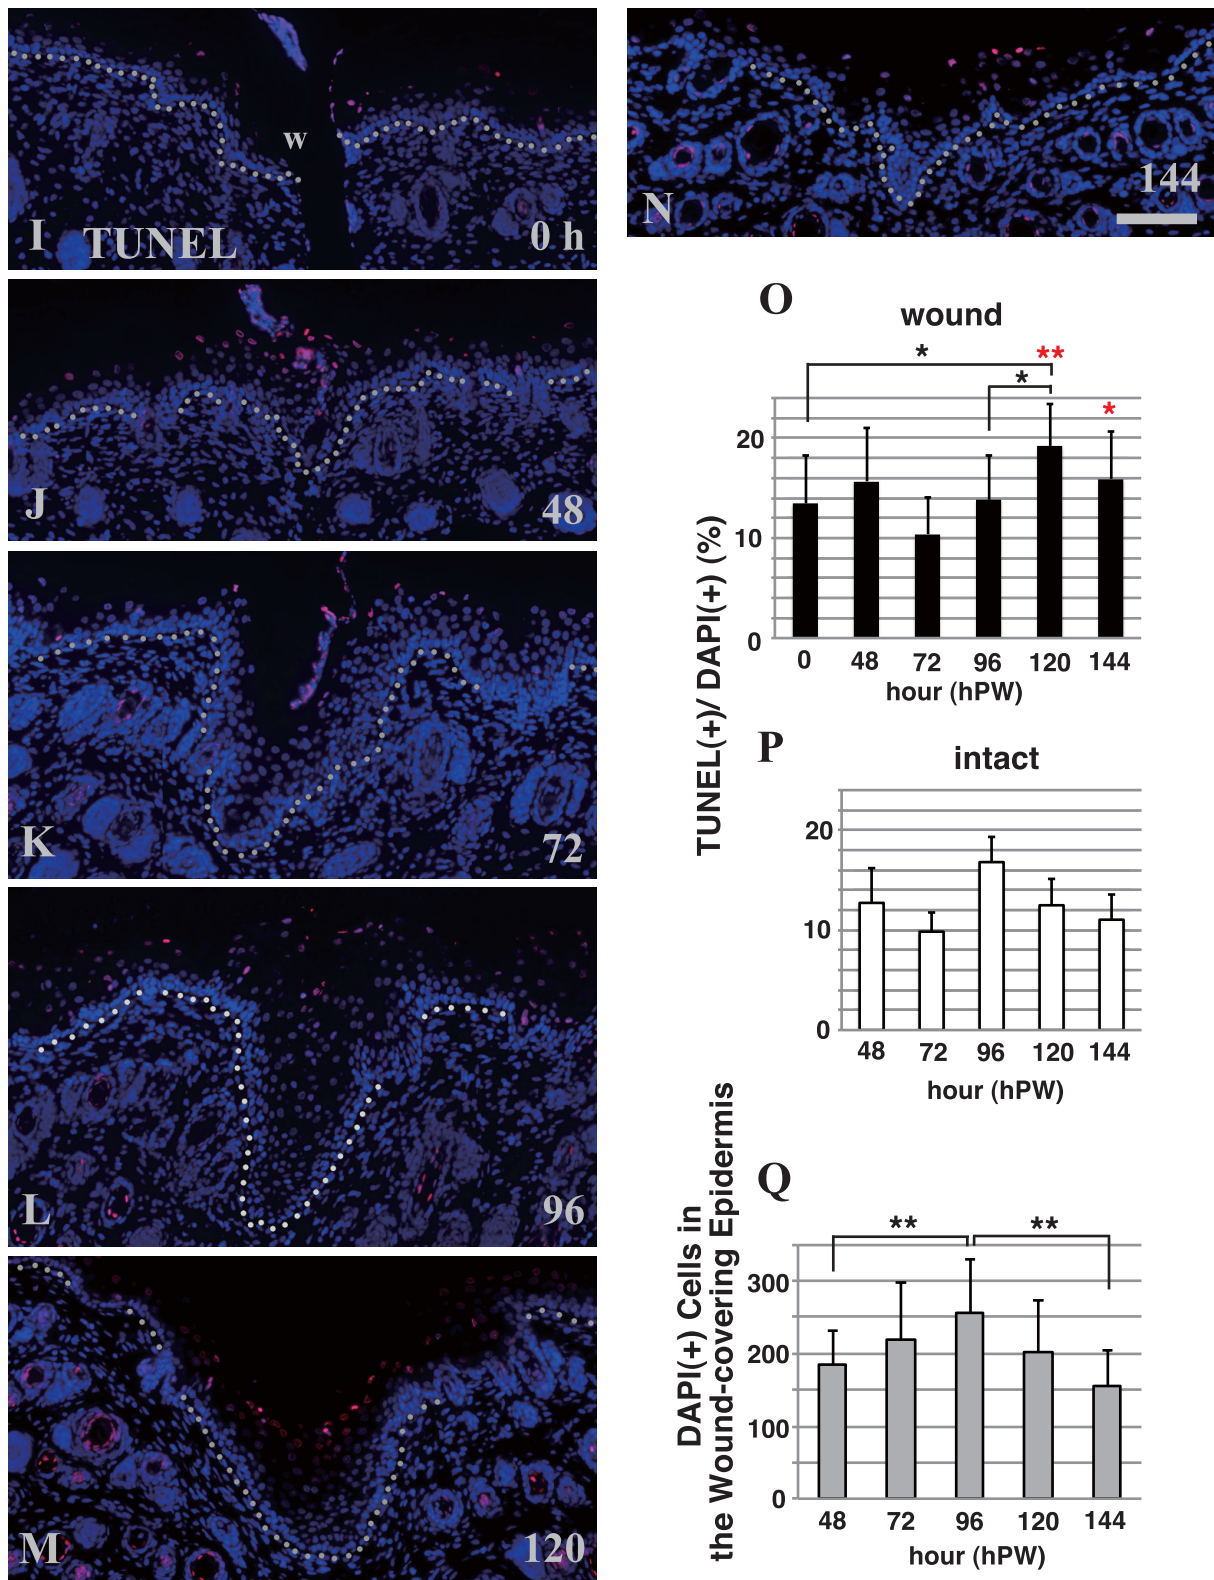 w
I TUNEL 0 h
J 48
K 72
L 96
M 120
N 144
O
wound
*
**
*
*
TUNEL(+)/ DAPI(+) (%)
20
10
0
0 48 72 96 120 144
hour (hPW)
P
intact
20
10
0
48 72 96 120 144
hour (hPW)
Q
DAPI(+) Cells in
the Wound-covering Epidermis
** **
300
200
100
0
48 72 96 120 144
hour (hPW)